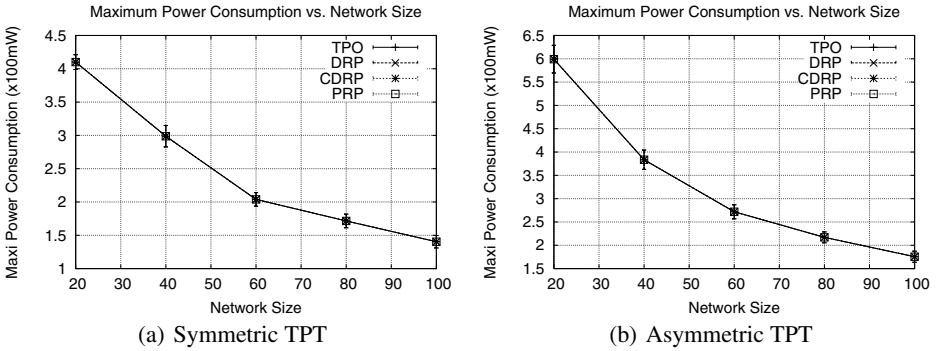 Maximum Power Consumption vs. Network Size
Maxi Power Consumption (x100mW)
4.5
4
3.5
3
2.5
2
1.5
1
TPO
DRP
CDRP
PRP
20 30 40 50 60 70 80 90 100
Network Size
(a) Symmetric TPT
Maximum Power Consumption vs. Network Size
Maxi Power Consumption (x100mW)
6.5
6
5.5
5
4.5
4
3.5
3
2.5
2
1.5
TPO
DRP
CDRP
PRP
20 30 40 50 60 70 80 90 100
Network Size
(b) Asymmetric TPT